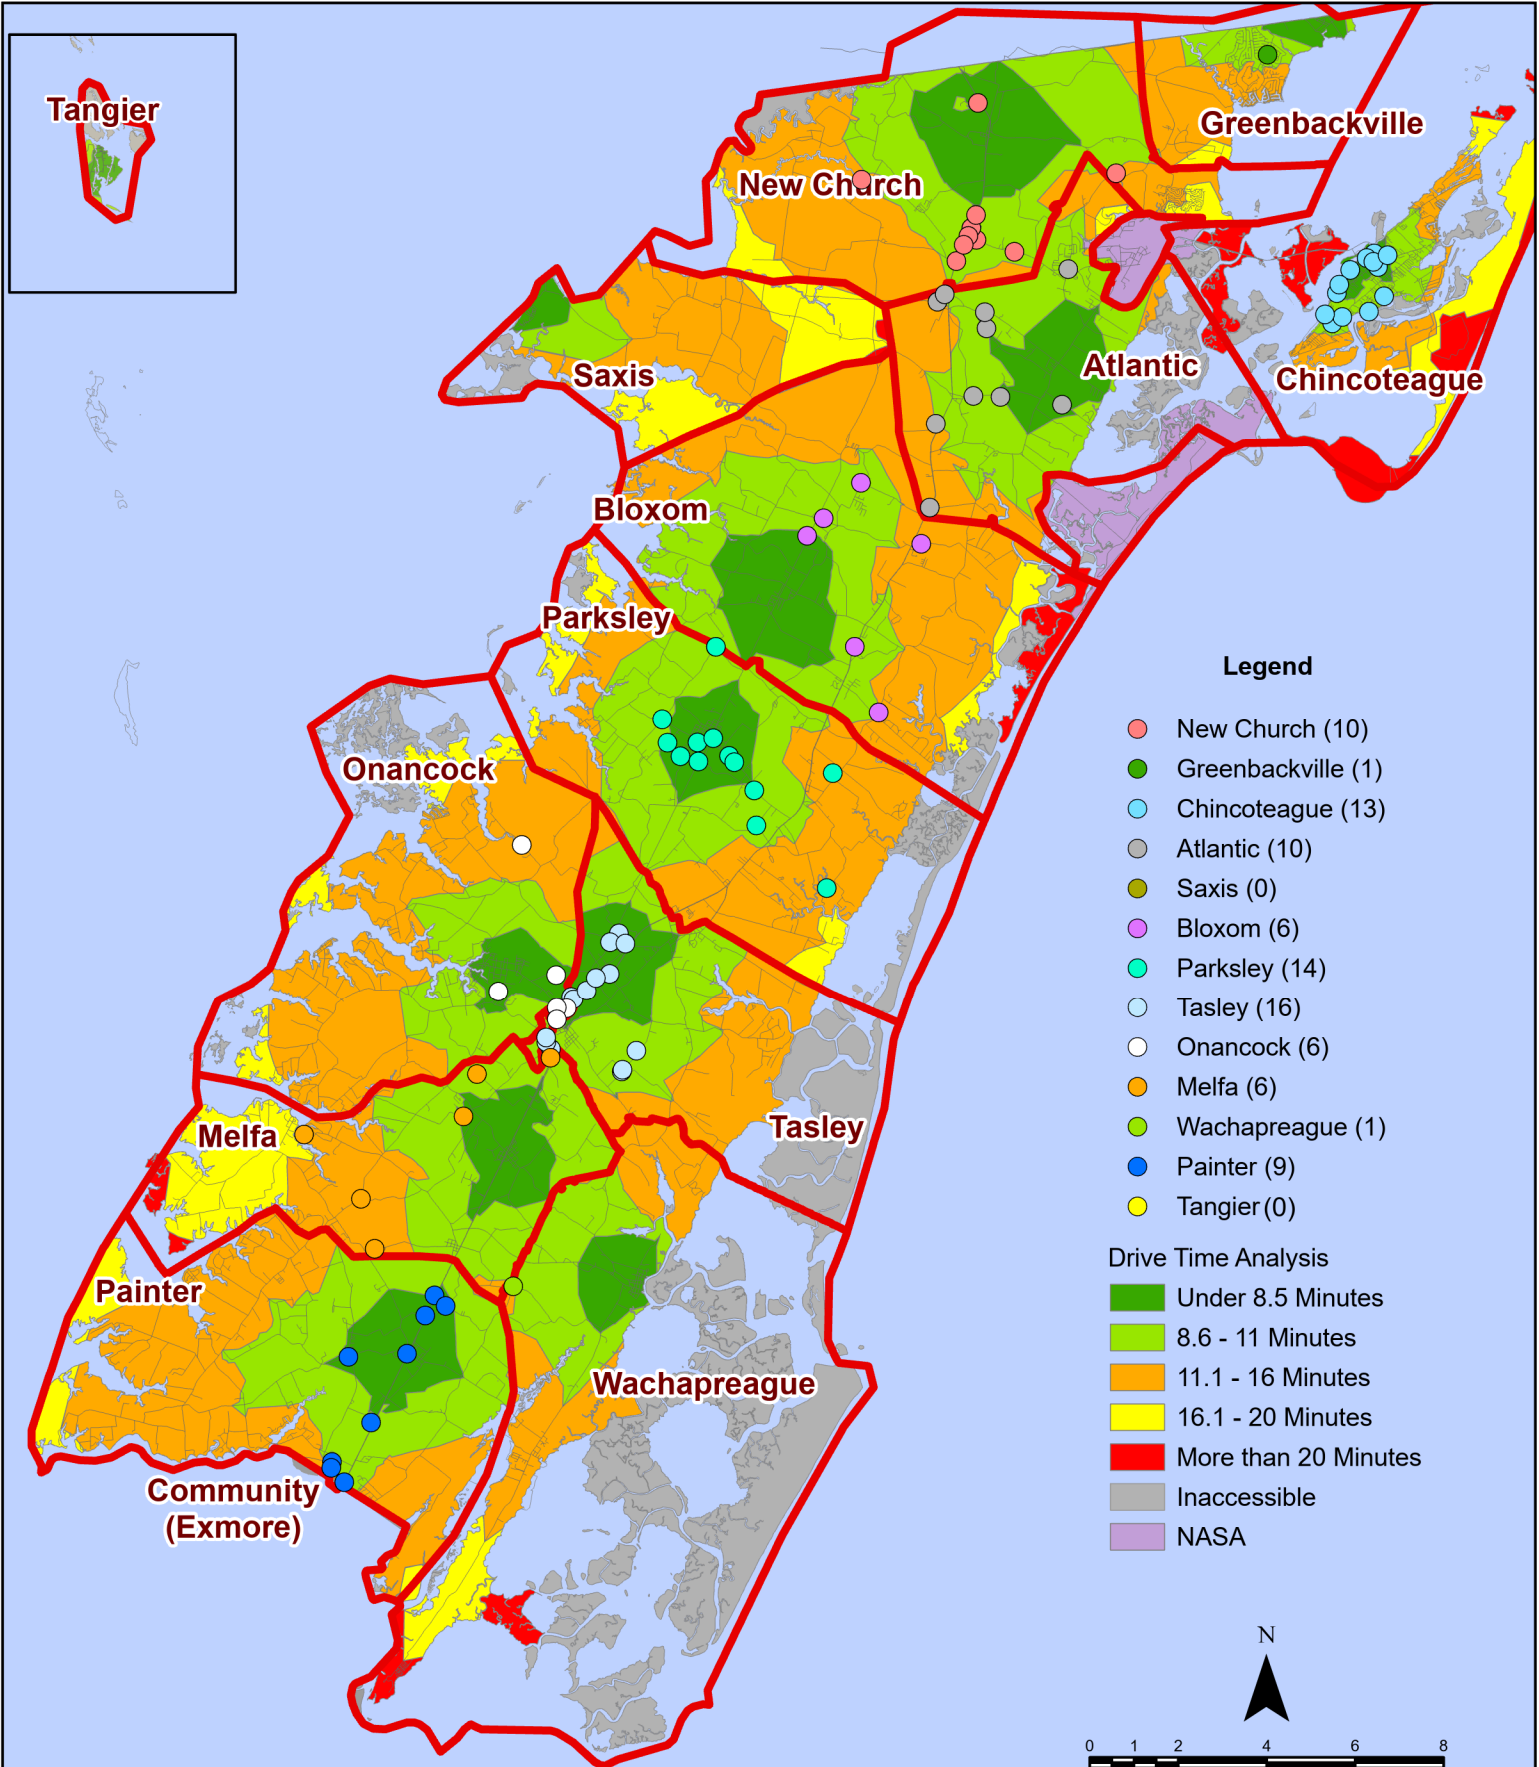 Tangier
Greenbackville
New Church
Atlantic
Chincoteague
Saxis
Bloxom
Parksley
Onancock
Tasley
Melfa
Painter
Wachapreague
Community
(Exmore)
Legend
New Church (10)
Greenbackville (1)
Chincoteague (13)
Atlantic (10)
Saxis (0)
Bloxom (6)
Parksley (14)
Tasley (16)
Onancock (6)
Melfa (6)
Wachapreague (1)
Painter (9)
Tangier (0)
Drive Time Analysis
Under 8.5 Minutes
8.6 - 11 Minutes
11.1 - 16 Minutes
16.1 - 20 Minutes
More than 20 Minutes
Inaccessible
NASA
N
0 1 2 4 6 8